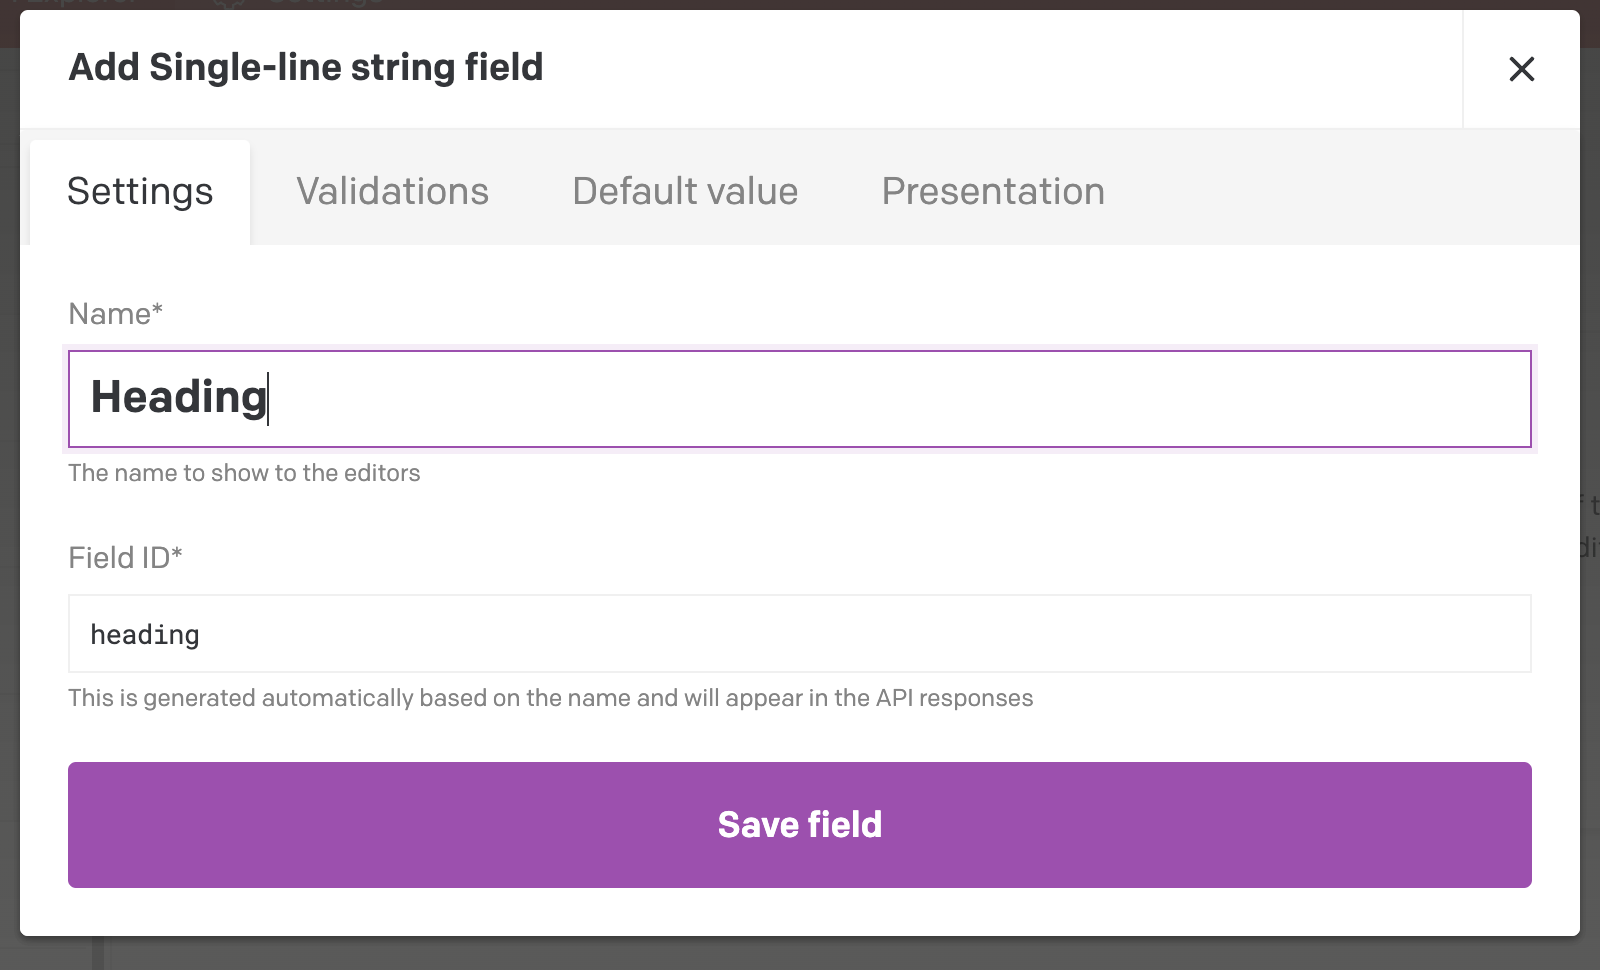 Add Single-line string field
Settings Validations Default value Presentation
Name*
Heading
The name to show to the editors
Field ID*
heading
This is generated automatically based on the name and will appear in the API responses
Save field